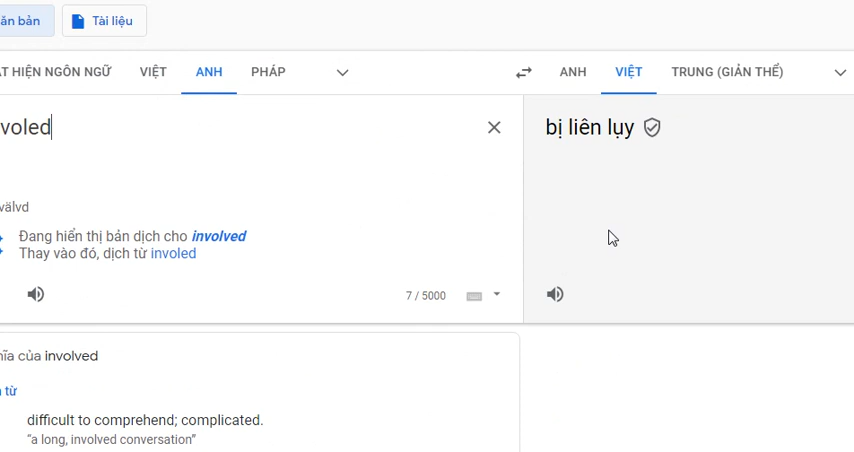 ăn bản Tài liệu
ÁT HIỆN NGÔN NGỮ VIỆT ANH PHÁP ANH VIỆT TRUNG (GIẢN THỂ)
voled
bị liên lụy
välvd
Đang hiển thị bản dịch cho involved
Thay vào đó, dịch từ involed
7 / 5000
hĩa của involved
từ
difficult to comprehend; complicated.
"a long, involved conversation"